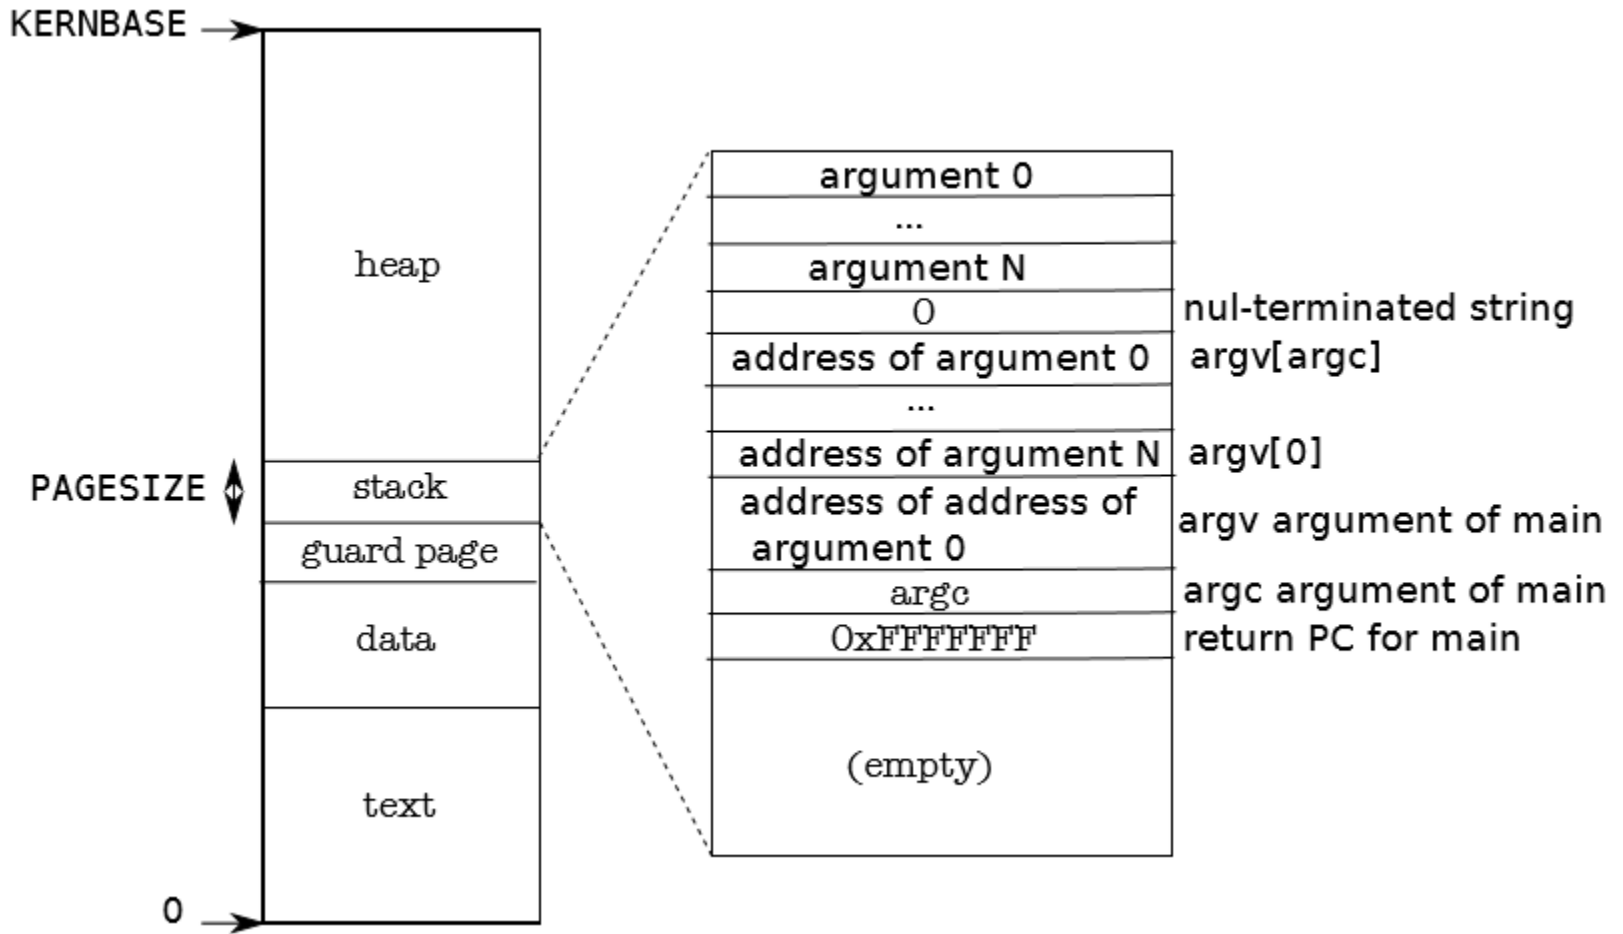 KERNBASE
heap
PAGESIZE
stack
guard page
data
text
0
argument 0
...
argument N
0
nul-terminated string
address of argument 0
argv[argc]
...
address of argument N
argv[0]
address of address of
argument 0
argv argument of main
argc
argc argument of main
0xFFFFFFF
return PC for main
(empty)